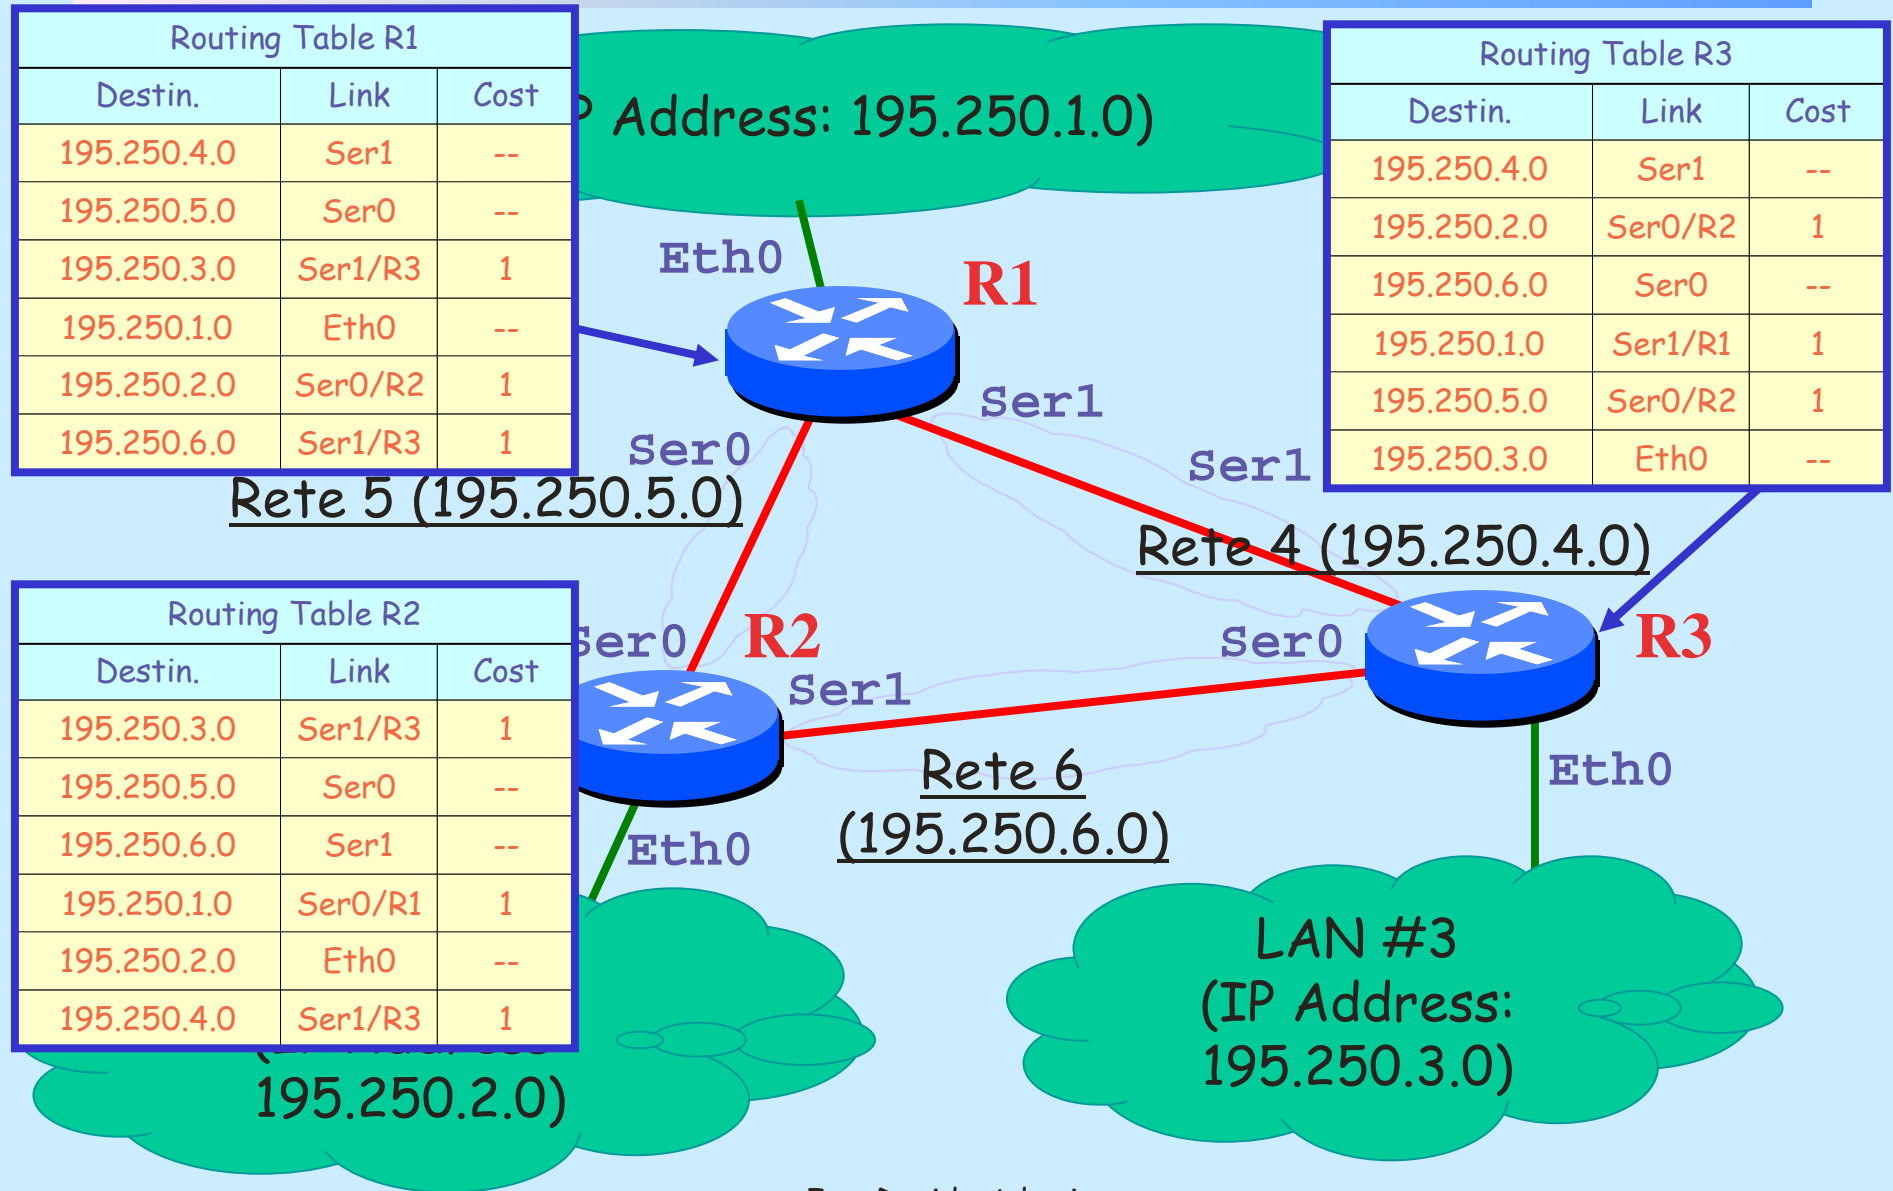 Routing Table R1
Destin. Link Cost
195.250.4.0 Ser1 --
195.250.5.0 Ser0 --
195.250.3.0 Ser1/R3 1
195.250.1.0 Eth0 --
195.250.2.0 Ser0/R2 1
195.250.6.0 Ser1/R3 1
Address: 195.250.1.0)
Routing Table R3
Destin. Link Cost
195.250.4.0 Ser1 --
195.250.2.0 Ser0/R2 1
195.250.6.0 Ser0 --
195.250.1.0 Ser1/R1 1
195.250.5.0 Ser0/R2 1
195.250.3.0 Eth0 --
Eth0
R1
Ser1
Ser0
Ser1
Rete 5 (195.250.5.0)
Rete 4 (195.250.4.0)
Routing Table R2
Destin. Link Cost
195.250.3.0 Ser1/R3 1
195.250.5.0 Ser0 --
195.250.6.0 Ser1 --
195.250.1.0 Ser0/R1 1
195.250.2.0 Eth0 --
195.250.4.0 Ser1/R3 1
Ser0
R2
Ser1
Ser0
R3
Rete 6
(195.250.6.0)
Eth0
Eth0
195.250.2.0)
LAN #3
(IP Address:
195.250.3.0)